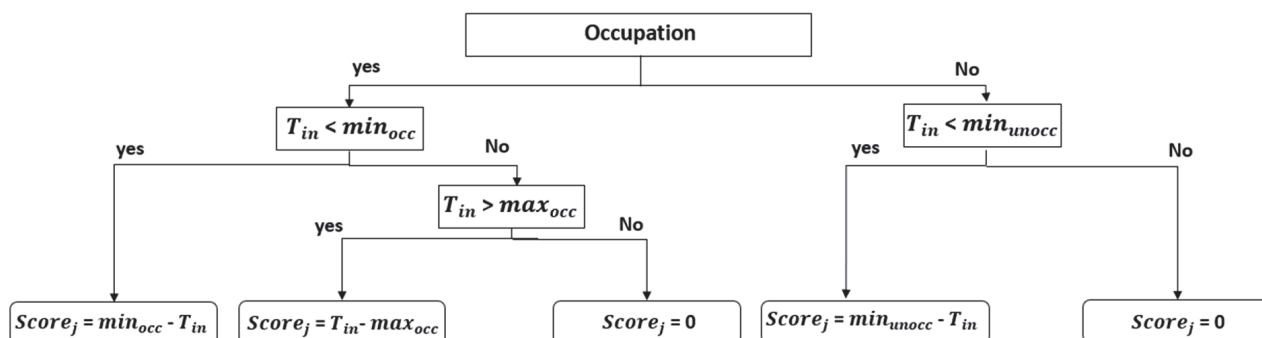 Occupation
yes
No
T_in < min_occ
T_in < min_unocc
yes
No
yes
No
T_in > max_occ
yes
No
Score_j = min_occ - T_in
Score_j = T_in- max_occ
Score_j = 0
Score_j = min_unocc - T_in
Score_j = 0